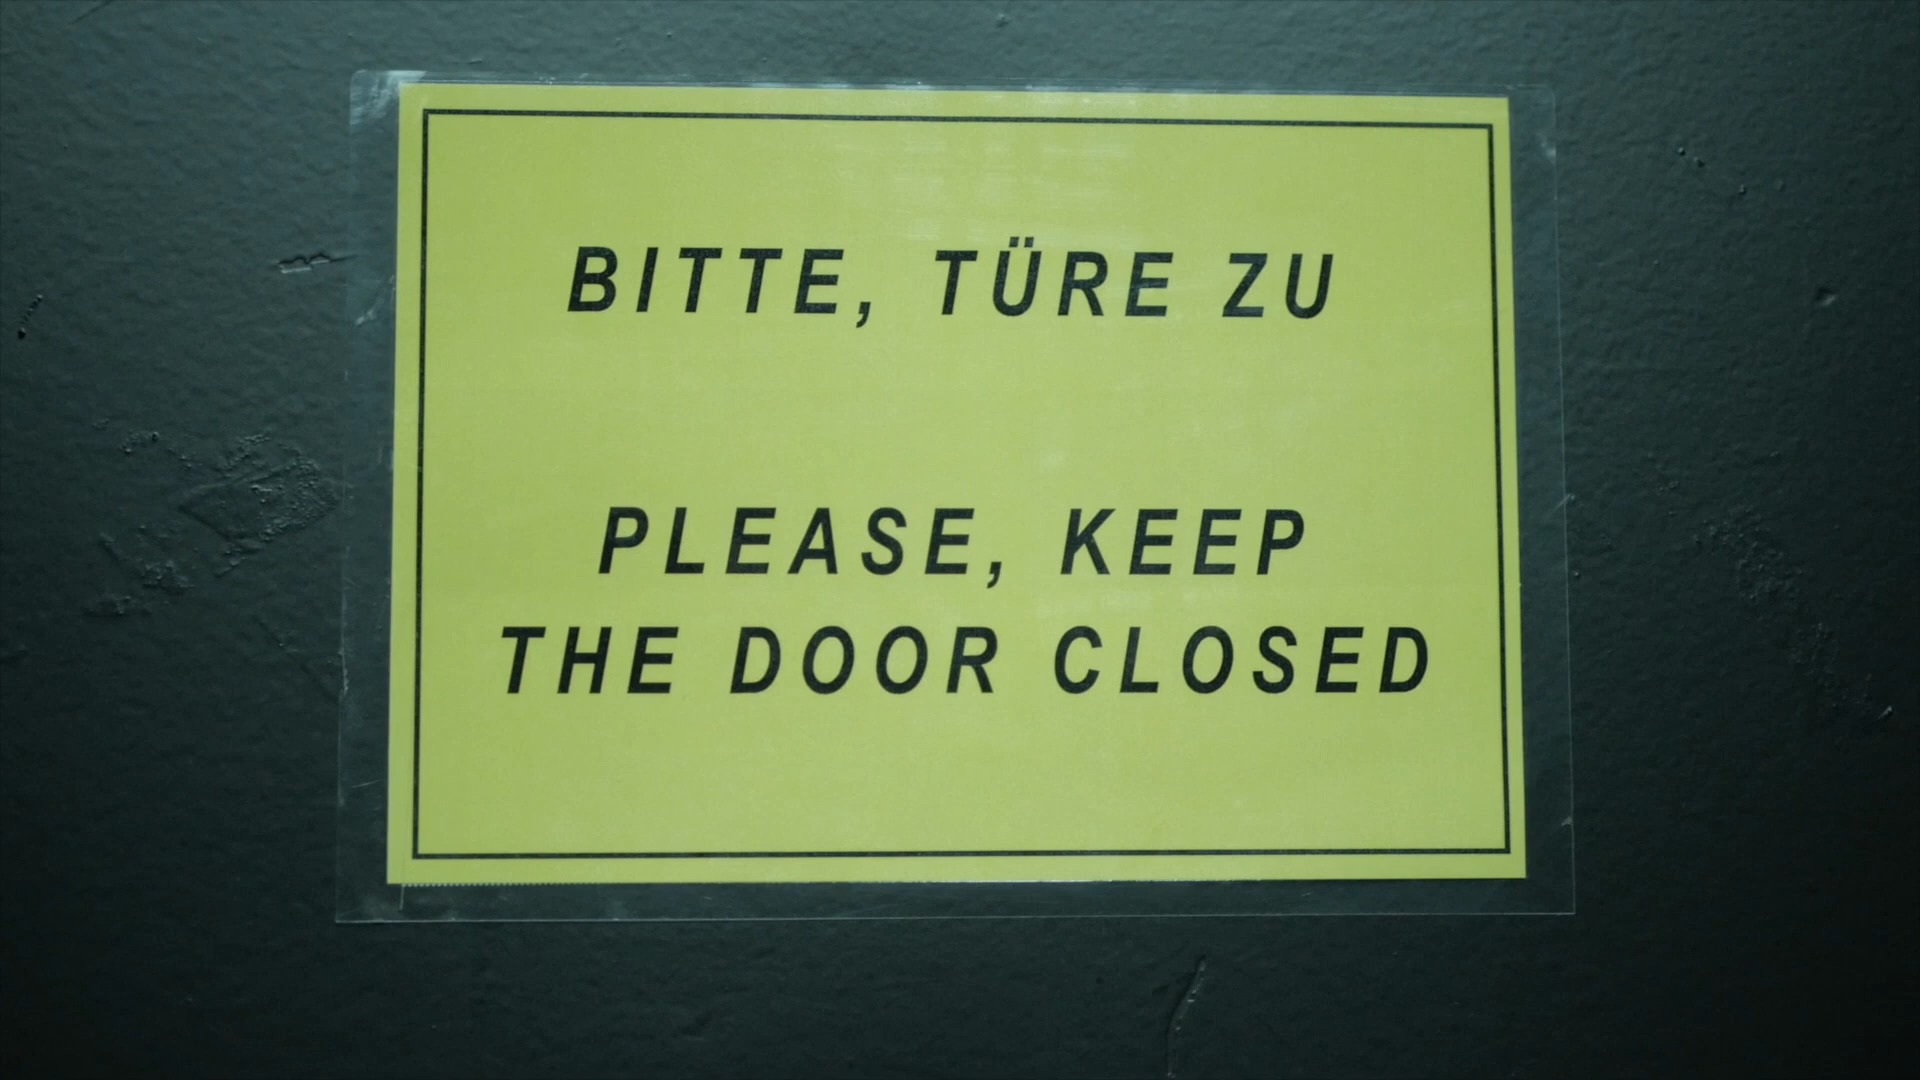 BITTE, TÜRE ZU
PLEASE, KEEP
THE DOOR CLOSED